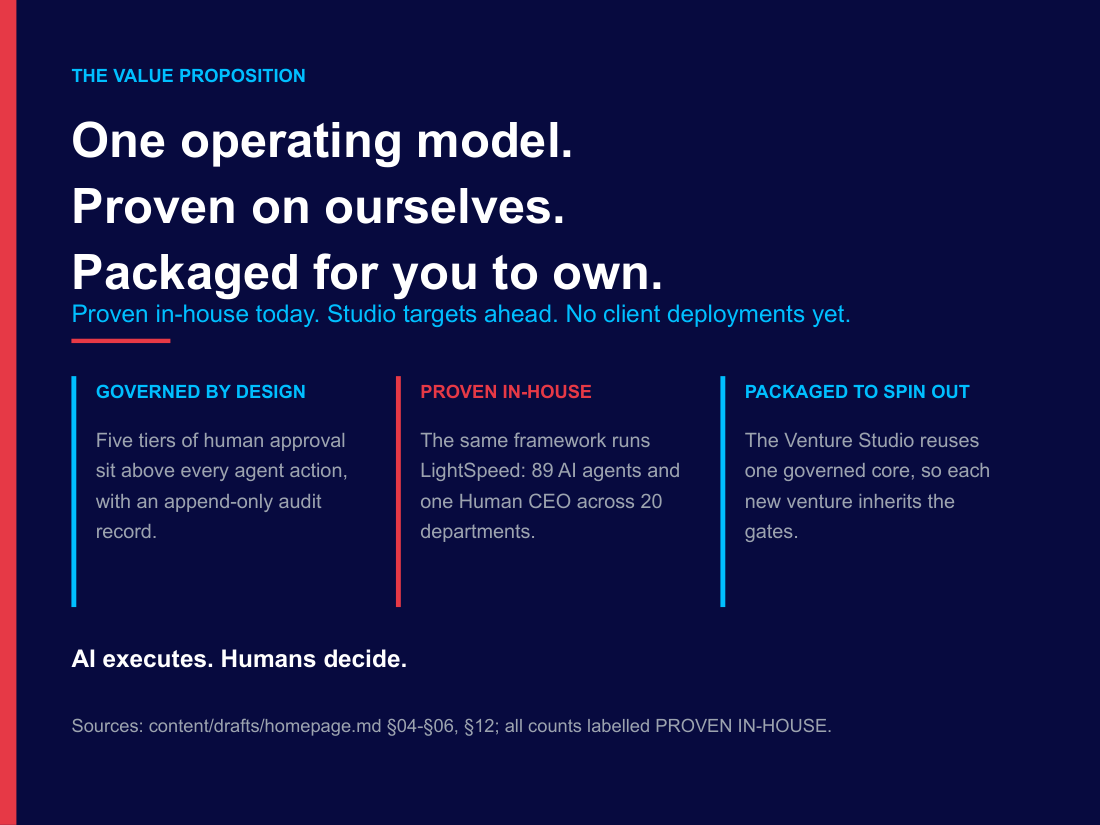 THE VALUE PROPOSITION
One operating model.
Proven on ourselves.
Packaged for you to own.
Proven in-house today. Studio targets ahead. No client deployments yet.
GOVERNED BY DESIGN
Five tiers of human approval
sit above every agent action,
with an append-only audit
record.
PROVEN IN-HOUSE
The same framework runs
LightSpeed: 89 AI agents and
one Human CEO across 20
departments.
PACKAGED TO SPIN OUT
The Venture Studio reuses
one governed core, so each
new venture inherits the
gates.
AI executes. Humans decide.
Sources: content/drafts/homepage.md §04-§06, §12; all counts labelled PROVEN IN-HOUSE.